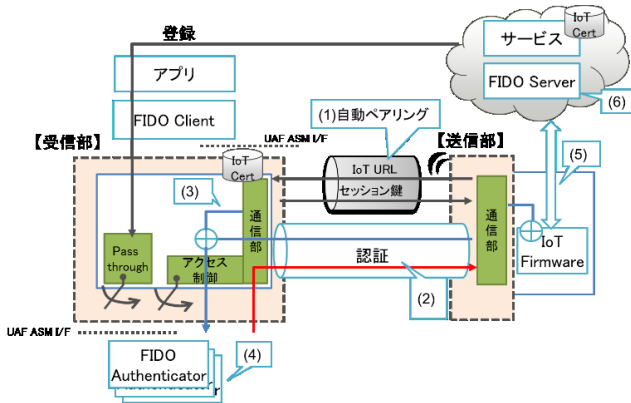 登録
IoT
Cert
サービス
FIDO Server
(6)
アプリ
FIDO Client
(1)自動ペアリング
【受信部】
UAF ASM I/F
【送信部】
IoT
Cert
IoT URL
セッション鍵
(5)
(3)
通信部
通信部
Pass
through
アクセス
制御
認証
IoT
Firmware
(2)
UAF ASM I/F
(4)
FIDO
Authenticator